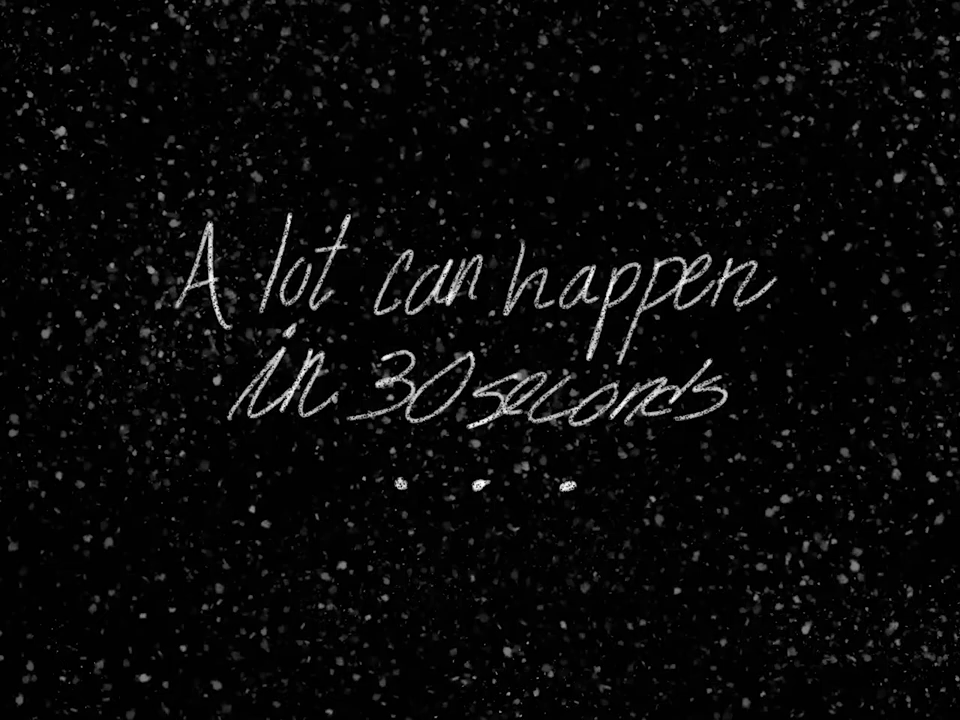 A lot can happen
in 30 seconds
. . .